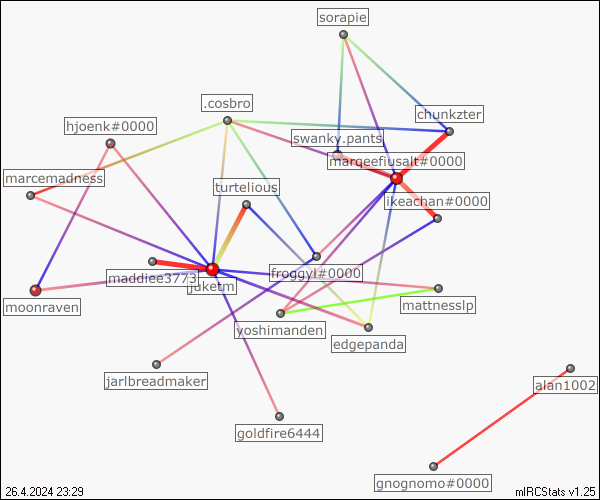 sorapie
.cosbro
chunkzter
hjoenk#0000
swanky.pants
marqeefiusalt#0000
marcemadness
turtelious
ikeachan#0000
froggyl#0000
maddiee3773
juketm
moonraven
mattnesslp
yoshimanden
edgepanda
jarlbreadmaker
alan1002
goldfire6444
gnognomo#0000
26.4.2024 23:29
mIRCStats v1.25